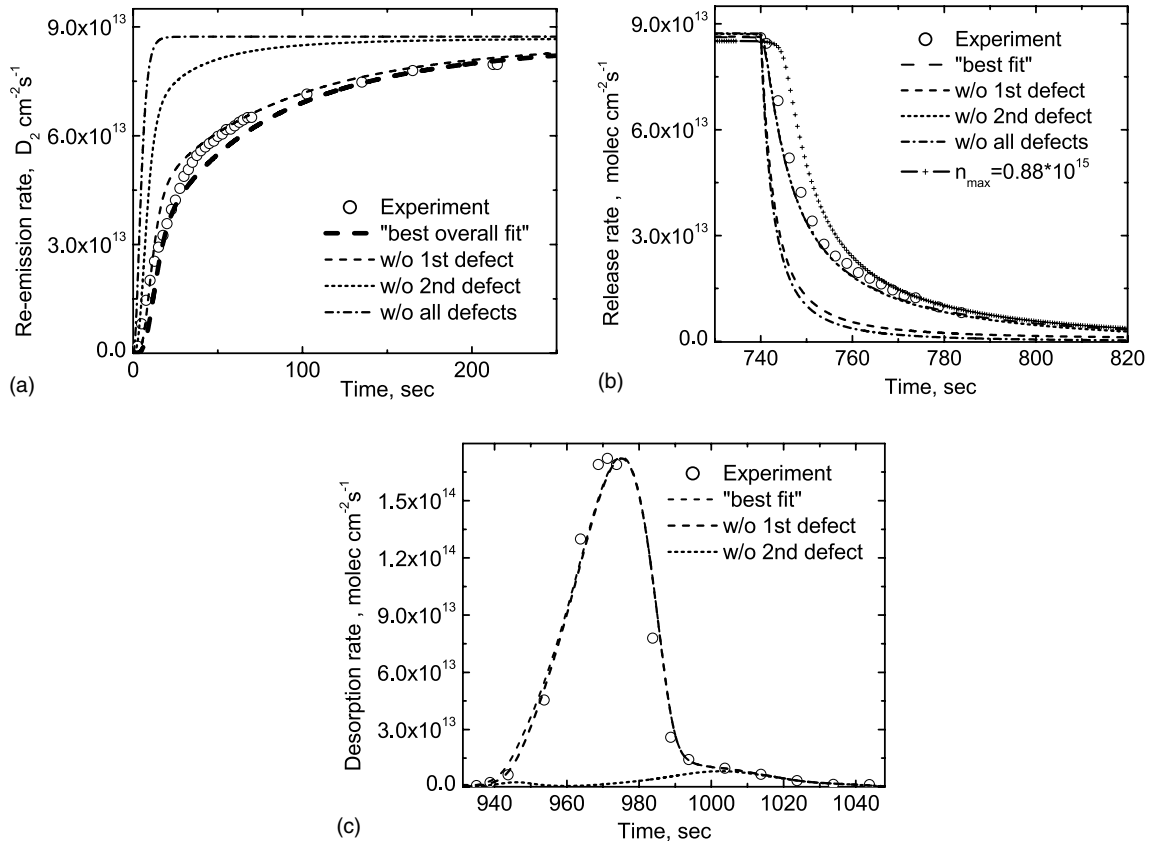 9.0x10^13
6.0x10^13
3.0x10^13
0.0
Re-emission rate, D_2 cm^-2s^-1
Experiment
"best overall fit"
w/o 1st defect
w/o 2nd defect
w/o all defects
0 100 200
Time, sec
(a)
9.0x10^13
6.0x10^13
3.0x10^13
0.0
Release rate , molec cm^-2s^-1
Experiment
"best fit"
w/o 1st defect
w/o 2nd defect
w/o all defects
n_max=0.88*10^15
740 760 780 800 820
Time, sec
(b)
1.5x10^14
1.2x10^14
9.0x10^13
6.0x10^13
3.0x10^13
0.0
Desorption rate , molec cm^-2s^-1
Experiment
"best fit"
w/o 1st defect
w/o 2nd defect
940 960 980 1000 1020 1040
Time, sec
(c)